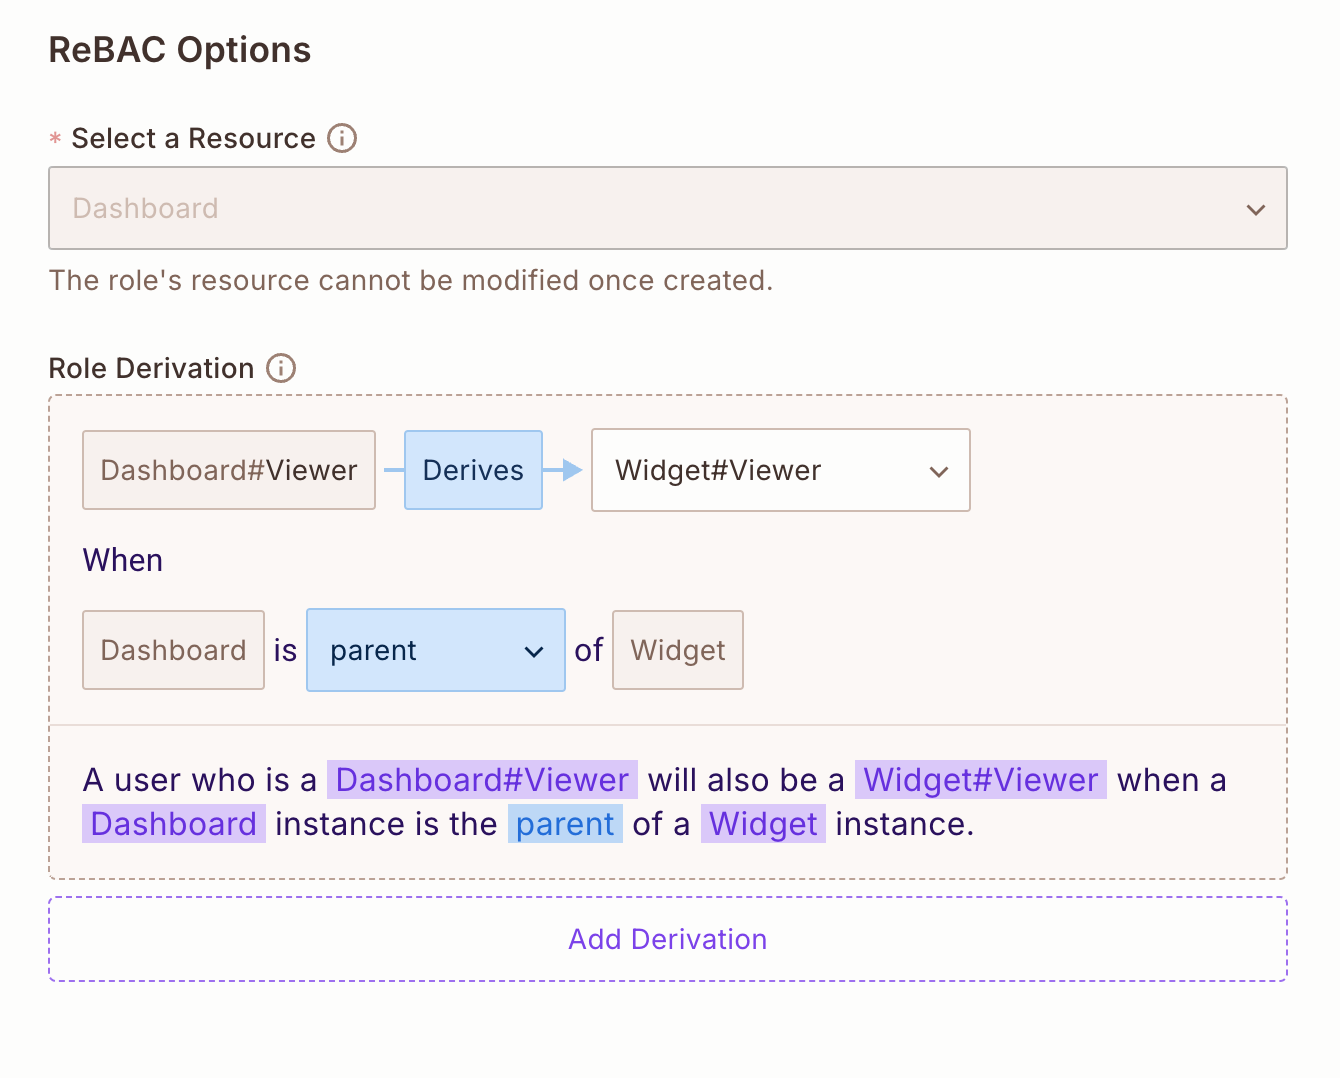 ReBAC Options
* Select a Resource
Dashboard
The role's resource cannot be modified once created.
Role Derivation
Dashboard#Viewer Derives Widget#Viewer
When
Dashboard is parent of Widget
A user who is a Dashboard#Viewer will also be a Widget#Viewer when a
Dashboard instance is the parent of a Widget instance.
Add Derivation